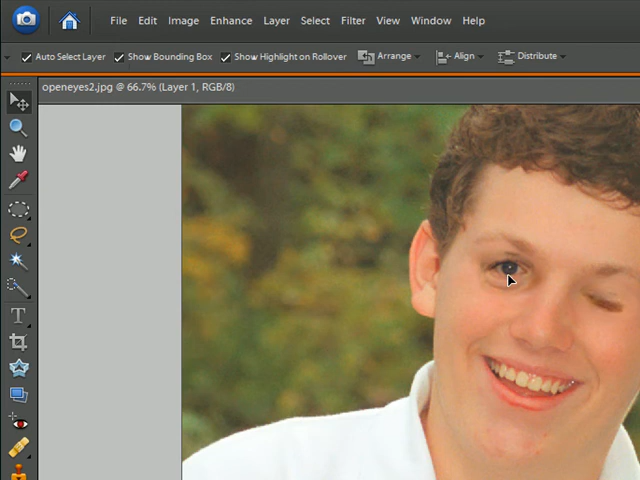 File Edit Image Enhance Layer Select Filter View Window Help
Auto Select Layer Show Bounding Box Show Highlight on Rollover Arrange Align Distribute
openeyes2.jpg @ 66.7% (Layer 1, RGB/8)